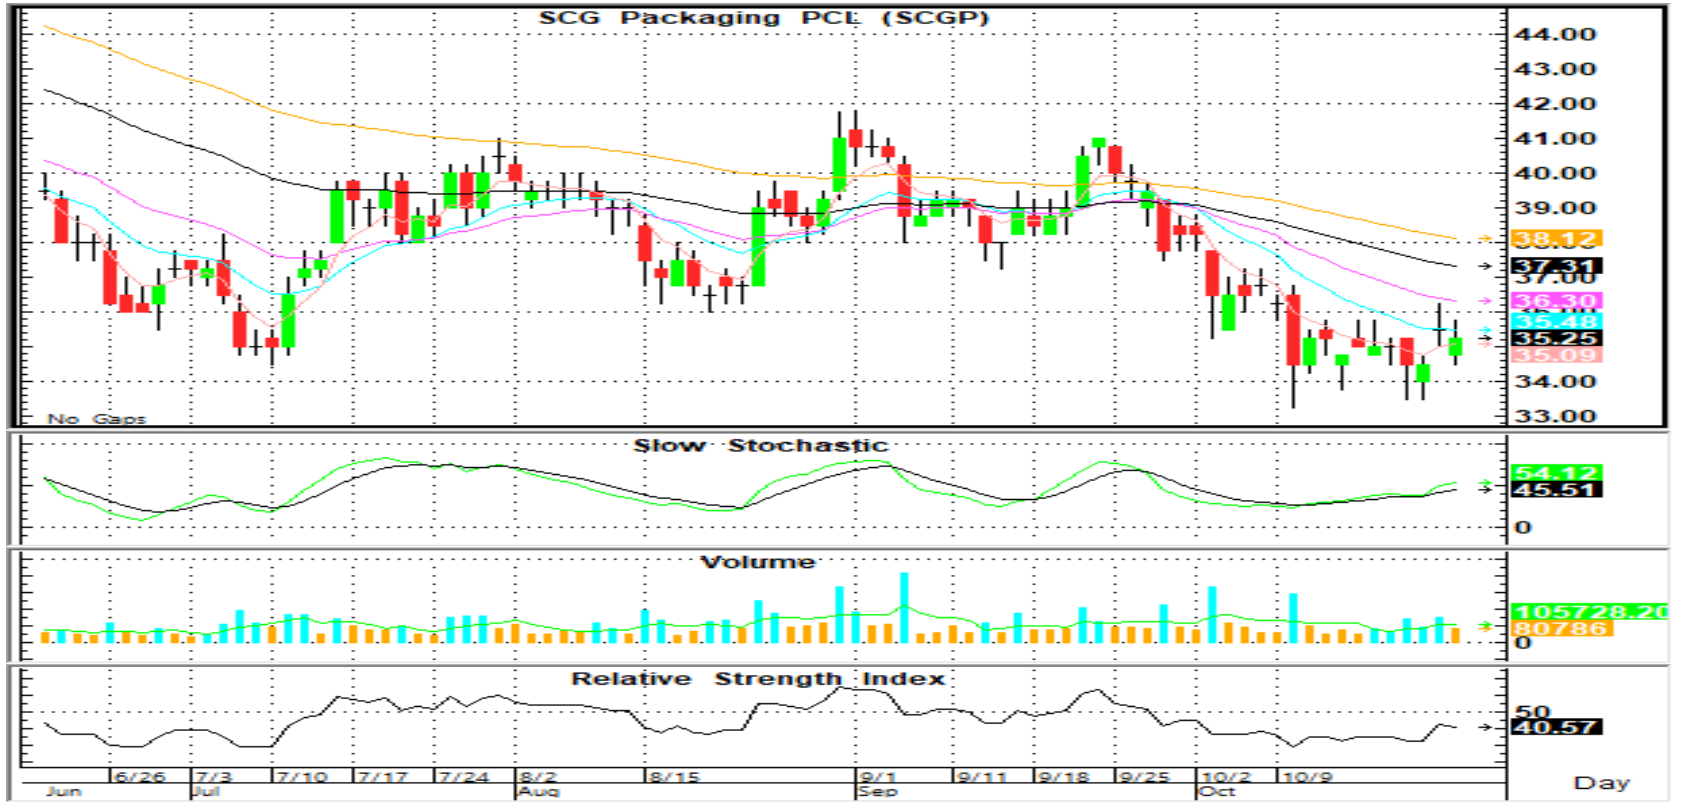 SCG Packaging PCL (SCGP)
44.00
43.00
42.00
41.00
40.00
39.00
38.12
37.31
37.00
36.30
35.48
35.25
35.09
34.00
33.00
No Gaps
Slow Stochastic
54.12
45.51
0
Volume
105728.20
80786
0
Relative Strength Index
50
40.57
6/26 7/3 7/10 7/17 7/24 8/2 8/15 9/1 9/11 9/18 9/25 10/2 10/9
Jun Jul Aug Sep Oct
Day